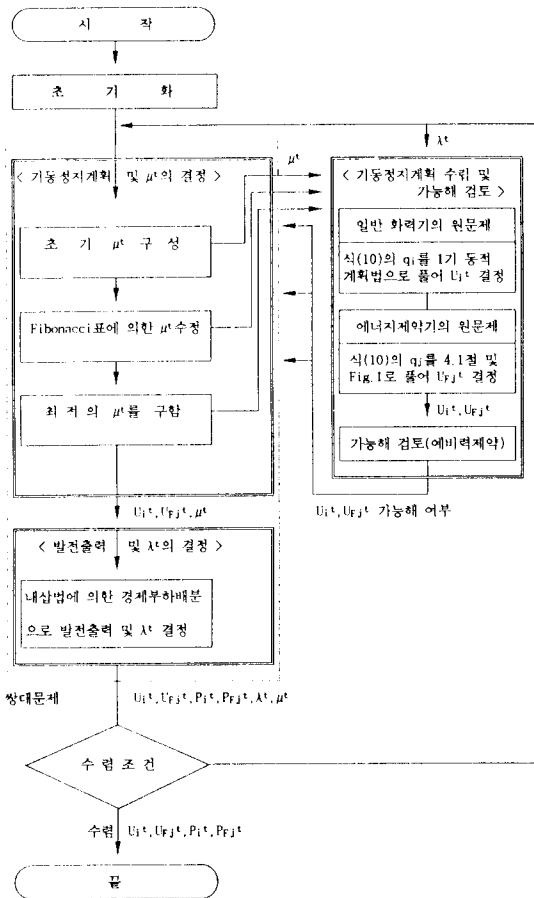 시 작
초 기 화
μᵗ
λᵗ
< 기동정지계획 및 μᵗ의 결정 >
초 기 μᵗ 구 성
Fibonacci표에 의한 μᵗ수정
최 적 의 μᵗ를 구 함
< 기동정지계획 수립 및
가능해 검토 >
일반 화력기의 원문제
식(10)의 qi를 1기 동적
계획법으로 풀어 Uiᵗ 결정
에너지제약기의 원문제
식(10)의 qj를 4.1절 및
Fig.1로 풀어 UFjᵗ 결정
Uiᵗ,UFjᵗ
가능해 검토(예비력제약)
Uiᵗ,UFjᵗ 가능해 여부
Uiᵗ,UFjᵗ,μᵗ
< 발전출력 및 λᵗ의 결정 >
내삽법에 의한 경제부하배분
으로 발전출력 및 λᵗ 결정
쌍대문제
Uiᵗ,UFjᵗ,Piᵗ,PFjᵗ,λᵗ,μᵗ
수 렴 조 건
수렴 Uiᵗ,UFjᵗ,Piᵗ,PFjᵗ
끝